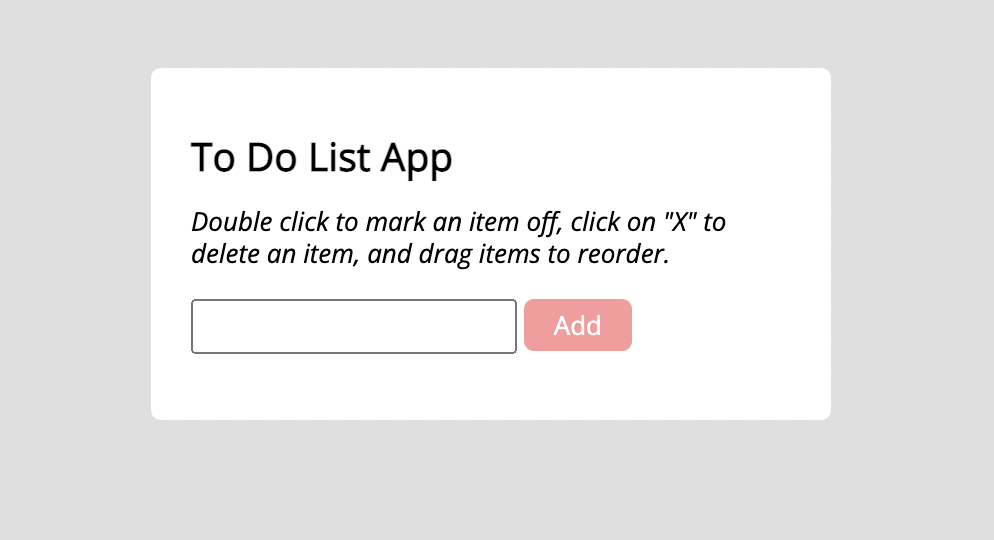 To Do List App
Double click to mark an item off, click on "X" to
delete an item, and drag items to reorder.
Add